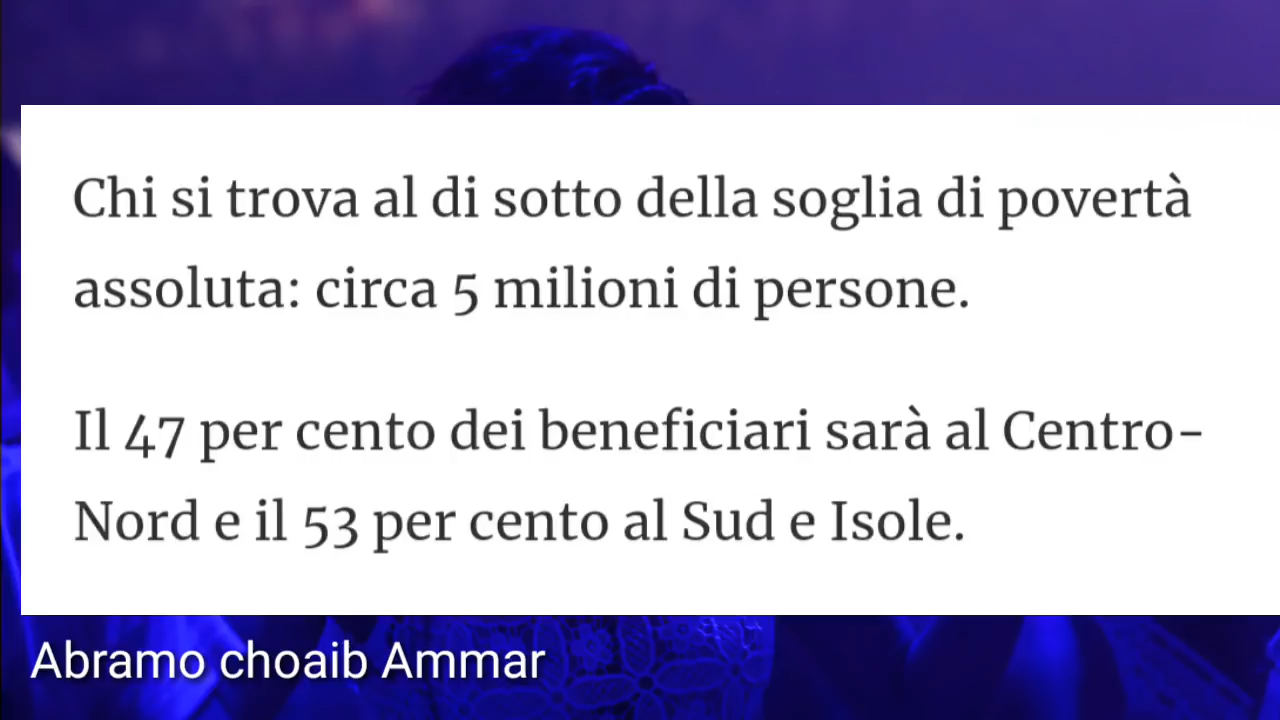 Chi si trova al di sotto della soglia di povertà
assoluta: circa 5 milioni di persone.
Il 47 per cento dei beneficiari sarà al Centro-
Nord e il 53 per cento al Sud e Isole.
Abramo choaib Ammar